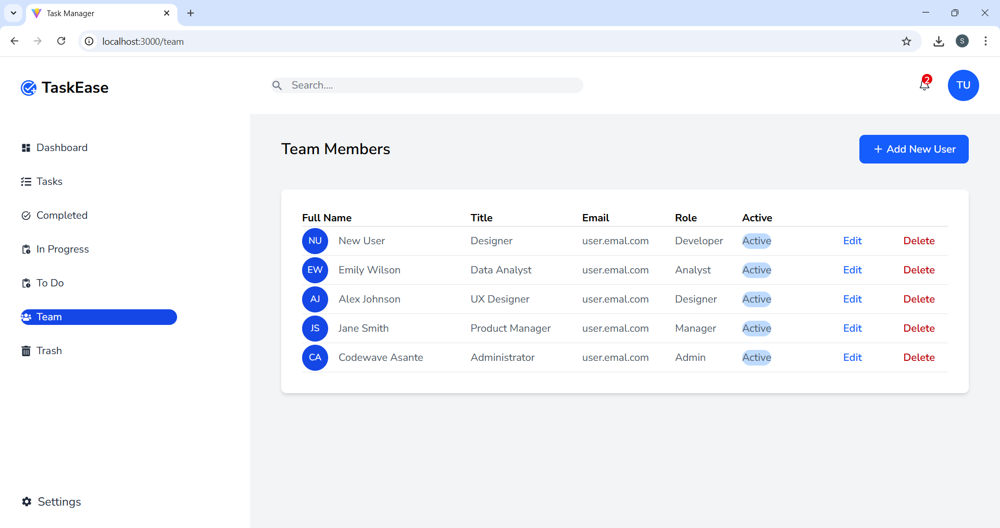 Task Manager
localhost:3000/team
S
TaskEase
Search....
2
TU
Dashboard
Tasks
Completed
In Progress
To Do
Team
Trash
Settings
Team Members
+ Add New User
Full Name Title Email Role Active
NU New User Designer user.emal.com Developer Active Edit Delete
EW Emily Wilson Data Analyst user.emal.com Analyst Active Edit Delete
AJ Alex Johnson UX Designer user.emal.com Designer Active Edit Delete
JS Jane Smith Product Manager user.emal.com Manager Active Edit Delete
CA Codewave Asante Administrator user.emal.com Admin Active Edit Delete